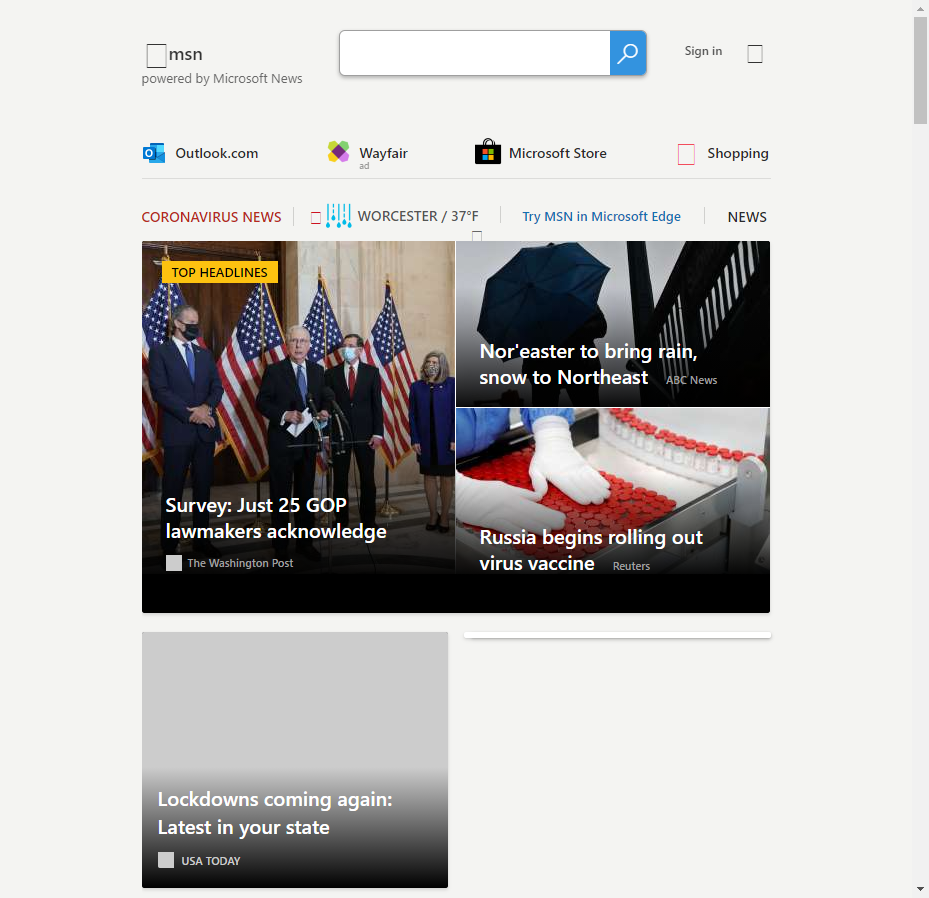 msn
powered by Microsoft News
Sign in
Outlook.com
Wayfair
ad
Microsoft Store
Shopping
CORONAVIRUS NEWS
WORCESTER / 37°F
Try MSN in Microsoft Edge
NEWS
TOP HEADLINES
Survey: Just 25 GOP
lawmakers acknowledge
The Washington Post
Nor'easter to bring rain,
snow to Northeast ABC News
Russia begins rolling out
virus vaccine Reuters
Lockdowns coming again:
Latest in your state
USA TODAY